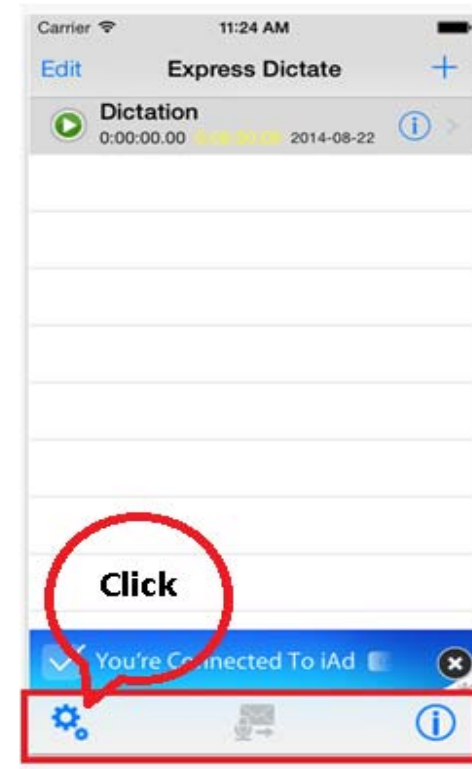 Carrier 11:24 AM
Edit Express Dictate +
Dictation
0:00:00.00 2014-08-22
Click
You're Connected To iAd